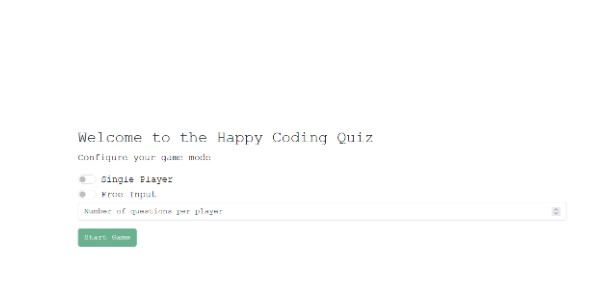 Welcome to the Happy Coding Quiz
Configure your game mode
Single Player
Free Input
Number of questions per player
Start Game